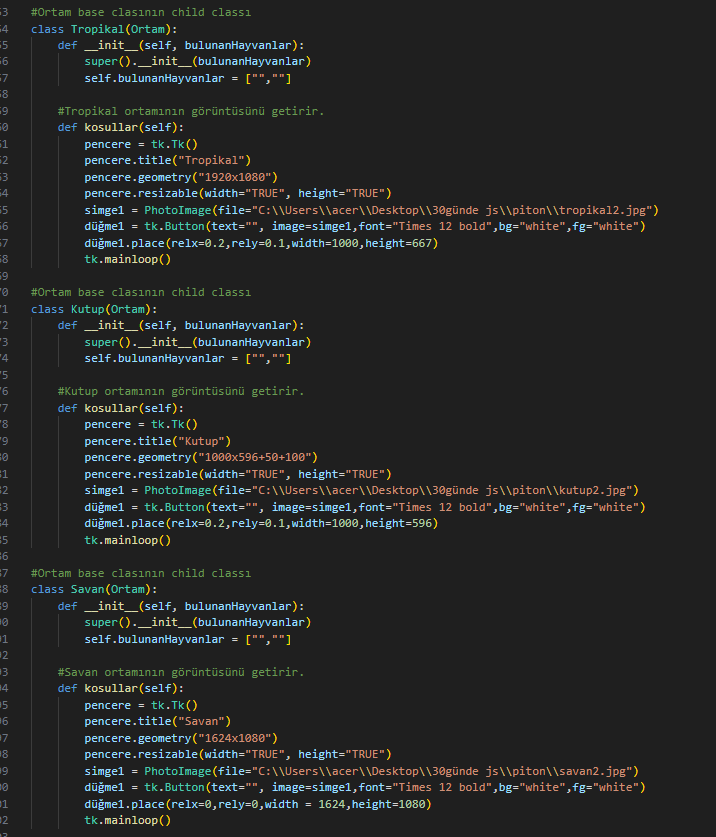 53 #Ortam base clasının child classı
54 class Tropikal(Ortam):
55     def __init__(self, bulunanHayvanlar):
56         super().__init__(bulunanHayvanlar)
57         self.bulunanHayvanlar = ["",""]
58
59     #Tropikal ortamının görüntüsünü getirir.
60     def kosullar(self):
61         pencere = tk.Tk()
62         pencere.title("Tropikal")
63         pencere.geometry("1920x1080")
64         pencere.resizable(width="TRUE", height="TRUE")
65         simge1 = PhotoImage(file="C:\\Users\\acer\\Desktop\\30günde js\\piton\\tropikal2.jpg")
66         düğme1 = tk.Button(text="", image=simge1,font="Times 12 bold",bg="white",fg="white")
67         düğme1.place(relx=0.2,rely=0.1,width=1000,height=667)
68         tk.mainloop()
69
70 #Ortam base clasının child classı
71 class Kutup(Ortam):
72     def __init__(self, bulunanHayvanlar):
73         super().__init__(bulunanHayvanlar)
74         self.bulunanHayvanlar = ["",""]
75
76     #Kutup ortamının görüntüsünü getirir.
77     def kosullar(self):
78         pencere = tk.Tk()
79         pencere.title("Kutup")
80         pencere.geometry("1000x596+50+100")
81         pencere.resizable(width="TRUE", height="TRUE")
82         simge1 = PhotoImage(file="C:\\Users\\acer\\Desktop\\30günde js\\piton\\kutup2.jpg")
83         düğme1 = tk.Button(text="", image=simge1,font="Times 12 bold",bg="white",fg="white")
84         düğme1.place(relx=0.2,rely=0.1,width=1000,height=596)
85         tk.mainloop()
86
87 #Ortam base clasının child classı
88 class Savan(Ortam):
89     def __init__(self, bulunanHayvanlar):
90         super().__init__(bulunanHayvanlar)
91         self.bulunanHayvanlar = ["",""]
92
93     #Savan ortamının görüntüsünü getirir.
94     def kosullar(self):
95         pencere = tk.Tk()
96         pencere.title("Savan")
97         pencere.geometry("1624x1080")
98         pencere.resizable(width="TRUE", height="TRUE")
99         simge1 = PhotoImage(file="C:\\Users\\acer\\Desktop\\30günde js\\piton\\savan2.jpg")
00         düğme1 = tk.Button(text="", image=simge1,font="Times 12 bold",bg="white",fg="white")
01         düğme1.place(relx=0,rely=0,width = 1624,height=1080)
02         tk.mainloop()